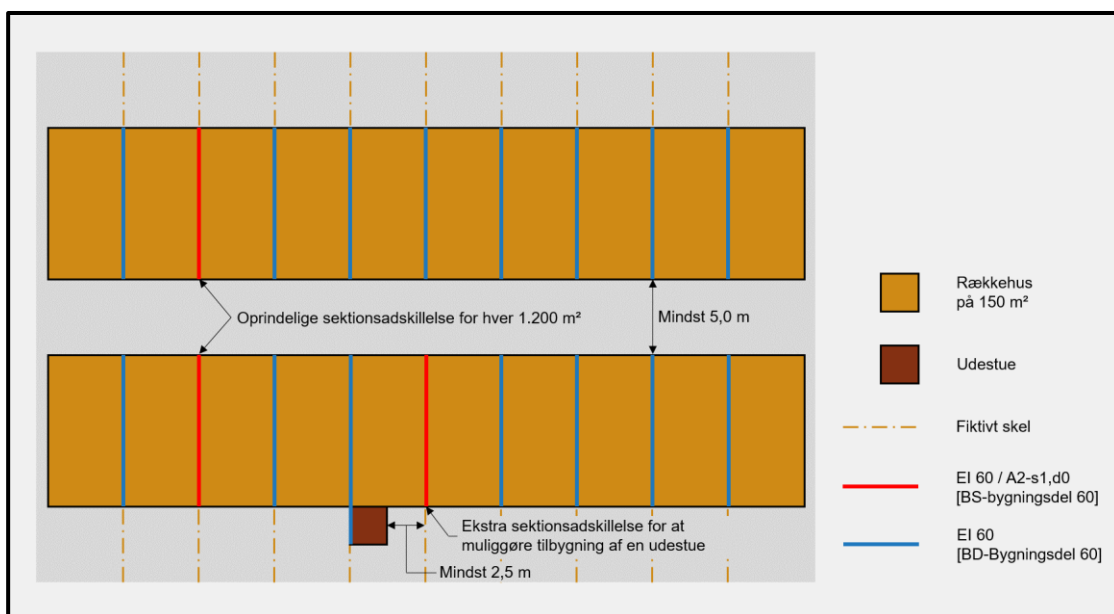 Oprindelige sektionsadskillelse for hver 1.200 m²
Mindst 5,0 m
Ekstra sektionsadskillelse for at
muliggøre tilbygning af en udestue
Mindst 2,5 m
Rækkehus
på 150 m²
Udestue
Fiktivt skel
EI 60 / A2-s1,d0
[BS-bygningsdel 60]
EI 60
[BD-Bygningsdel 60]